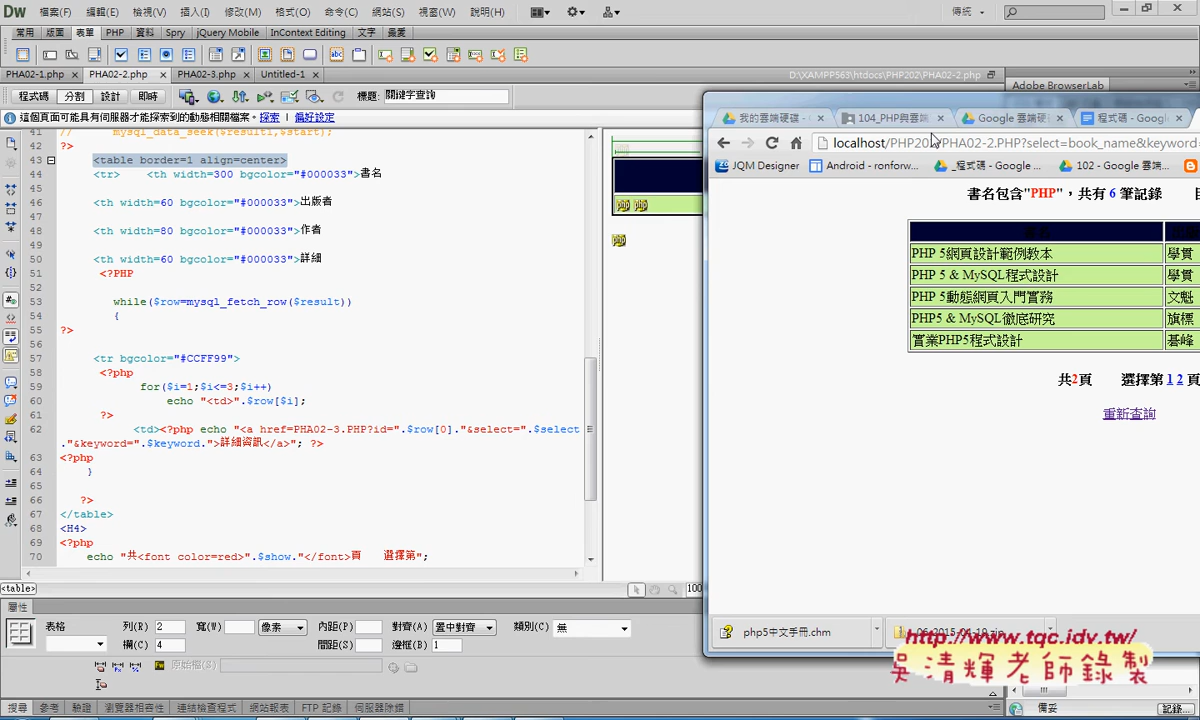 Dw 檔案(F) 編輯(E) 檢視(V) 插入(I) 修改(M) 格式(O) 命令(C) 網站(S) 視窗(W) 說明(H) 傳統
常用 版面 表單 PHP 資料 Spry jQuery Mobile InContext Editing 文字 最愛
PHA02-1.php × PHA02-2.php × PHA02-3.php × Untitled-1 × D:\XAMPP563\htdocs\PHP202\PHA02-2.php
Adobe BrowserLab
程式碼 分割 設計 即時 標題: 關鍵字查詢
這個頁面可能具有伺服器才能探索到的動態相關檔案。 探索 | 偏好設定
41 // mysql_data_seek($result1,$start);
42 ?>
43 <table border=1 align=center>
44 <tr> <th width=300 bgcolor="#000033">書名
45
46 <th width=60 bgcolor="#000033">出版者
47
48 <th width=80 bgcolor="#000033">作者
49
50 <th width=60 bgcolor="#000033">詳細
51 <?PHP
52
53 while($row=mysql_fetch_row($result))
54 {
55 ?>
56
57 <tr bgcolor="#CCFF99">
58 <?php
59 for($i=1;$i<=3;$i++)
60 echo "<td>".$row[$i];
61 ?>
62 <td><?php echo "<a href=PHA02-3.PHP?id=".$row[0]."&select=".$select
."&keyword=".$keyword.">詳細資訊</a>"; ?>
63 <?php
64 }
65
66 ?>
67 </table>
68 <H4>
69 <?php
70 echo "共<font color=red>".$show."</font>頁 選擇第";
<table>
100
屬性
表格 列(R) 2 寬(W) 像素 內距(P) 對齊(A) 置中對齊 類別(C) 無
欄(C) 4 間距(S) 邊框(B) 1
原始檔(S)
搜尋 參考 驗證 瀏覽器相容性 連結檢查程式 網站報表 FTP 記錄 伺服器除錯
我的雲端硬碟 - × 104_PHP與雲端 × Google 雲端硬 × 程式碼 - Googl ×
localhost/PHP202/PHA02-2.PHP?select=book_name&keyword=
JQM Designer Android - ronforw... _程式碼 - Google ... 102 - Google 雲端...
書名包含"PHP"，共有 6 筆記錄
PHP 5網頁設計範例教本 學貫
PHP 5 & MySQL程式設計 學貫
PHP 5動態網頁入門實務 文魁
PHP5 & MySQL徹底研究 旗標
實業PHP5程式設計 碁峰
共2頁 選擇第 1 2 頁
重新查詢
php5中文手冊.chm
06-2015-01-19.zip
http://www.tqc.idv.tw/
吳清輝老師錄製
備妥 記錄...